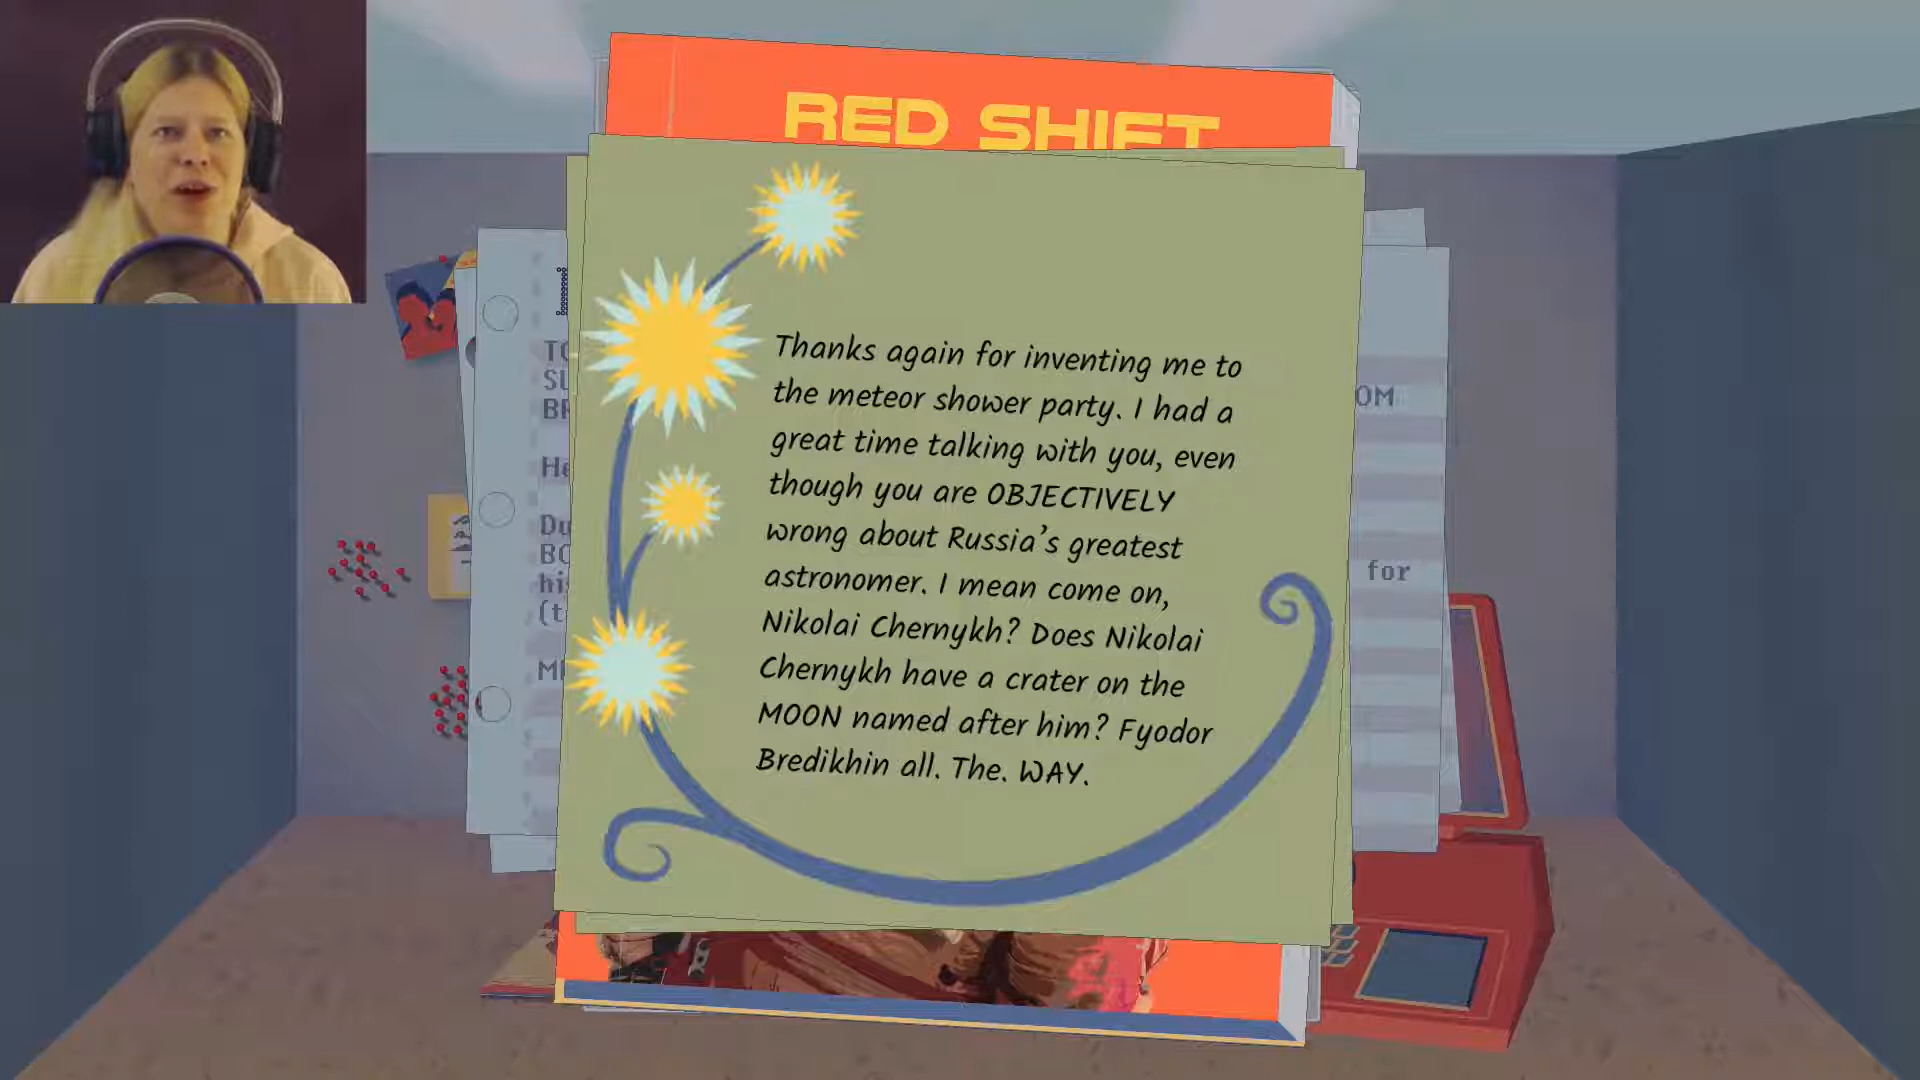 RED SHIFT
Thanks again for inventing me to
the meteor shower party. I had a
great time talking with you, even
though you are OBJECTIVELY
wrong about Russia's greatest
astronomer. I mean come on,
Nikolai Chernykh? Does Nikolai
Chernykh have a crater on the
MOON named after him? Fyodor
Bredikhin all. The. WAY.
OM
for